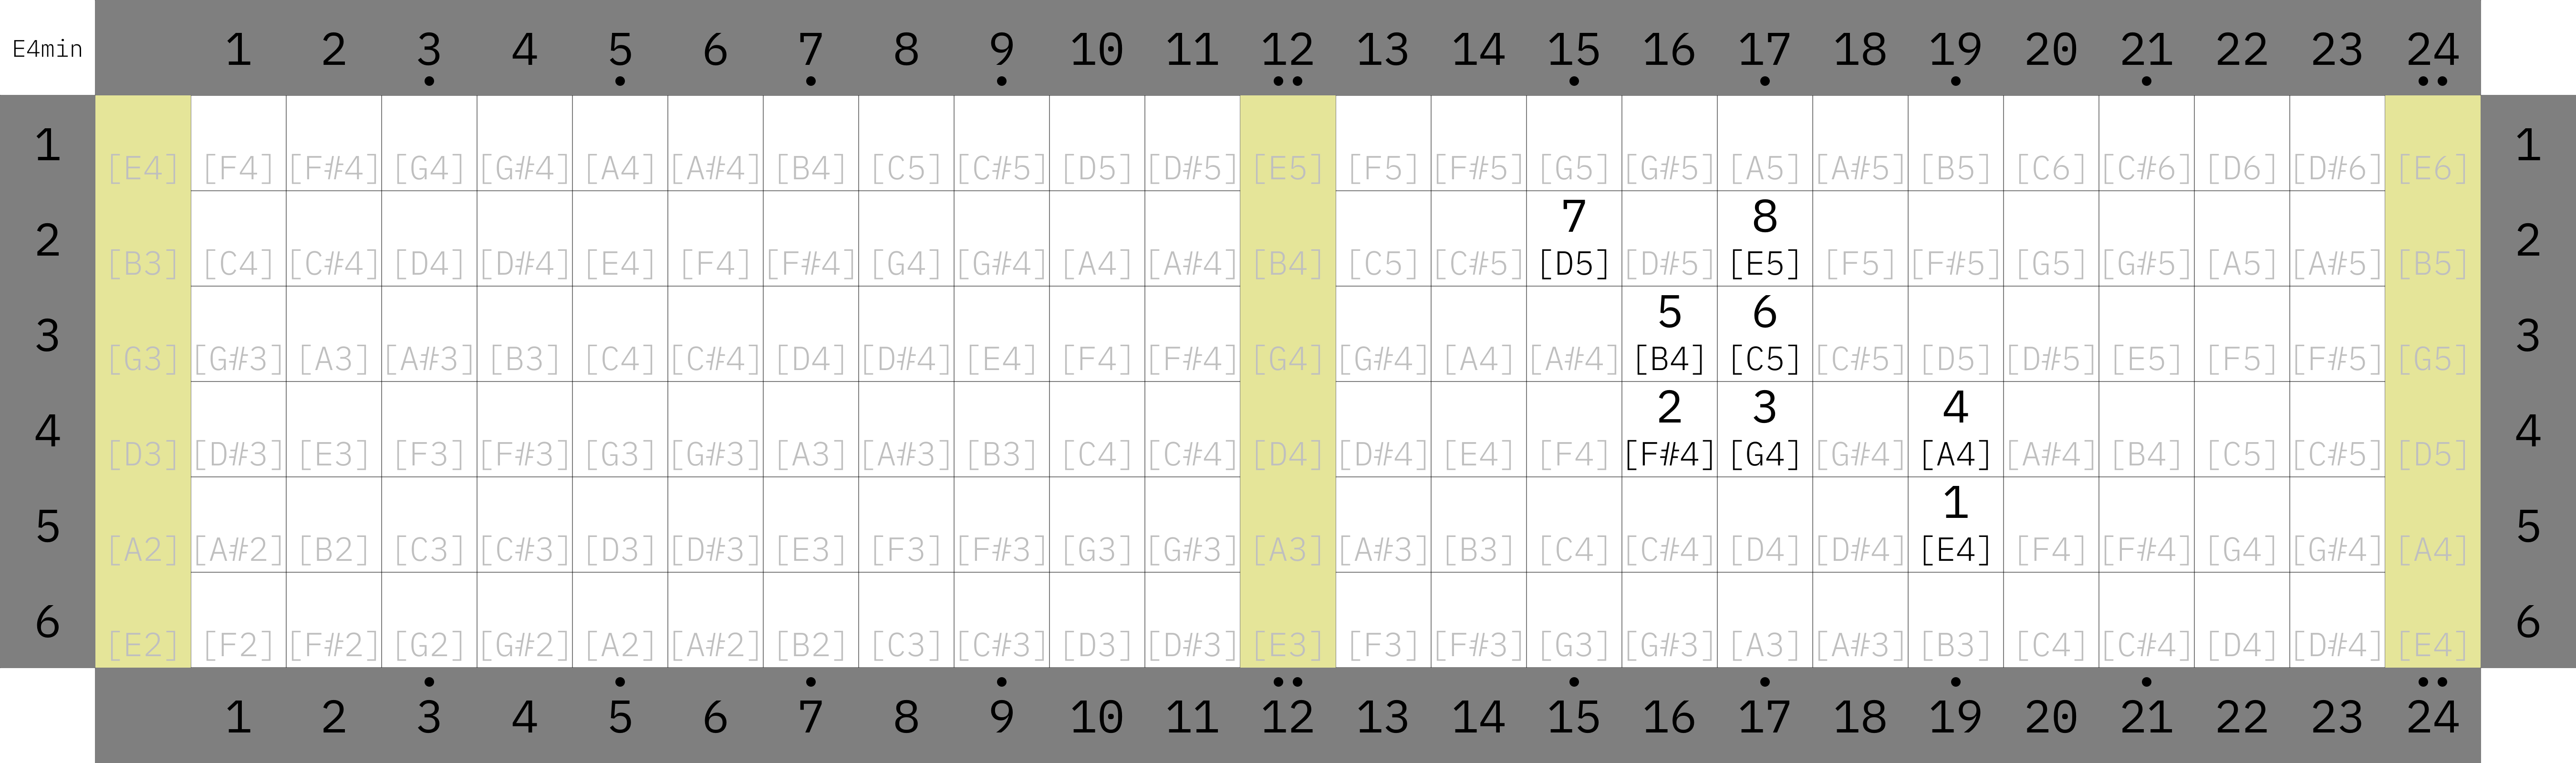 E4min 1 2 3 4 5 6 7 8 9 10 11 12 13 14 15 16 17 18 19 20 21 22 23 24
1 [E4] [F4] [F#4] [G4] [G#4] [A4] [A#4] [B4] [C5] [C#5] [D5] [D#5] [E5] [F5] [F#5] [G5] [G#5] [A5] [A#5] [B5] [C6] [C#6] [D6] [D#6] [E6] 1
7 8
2 [B3] [C4] [C#4] [D4] [D#4] [E4] [F4] [F#4] [G4] [G#4] [A4] [A#4] [B4] [C5] [C#5] [D5] [D#5] [E5] [F5] [F#5] [G5] [G#5] [A5] [A#5] [B5] 2
5 6
3 [G3] [G#3] [A3] [A#3] [B3] [C4] [C#4] [D4] [D#4] [E4] [F4] [F#4] [G4] [G#4] [A4] [A#4] [B4] [C5] [C#5] [D5] [D#5] [E5] [F5] [F#5] [G5] 3
2 3 4
4 [D3] [D#3] [E3] [F3] [F#3] [G3] [G#3] [A3] [A#3] [B3] [C4] [C#4] [D4] [D#4] [E4] [F4] [F#4] [G4] [G#4] [A4] [A#4] [B4] [C5] [C#5] [D5] 4
1
5 [A2] [A#2] [B2] [C3] [C#3] [D3] [D#3] [E3] [F3] [F#3] [G3] [G#3] [A3] [A#3] [B3] [C4] [C#4] [D4] [D#4] [E4] [F4] [F#4] [G4] [G#4] [A4] 5
6 [E2] [F2] [F#2] [G2] [G#2] [A2] [A#2] [B2] [C3] [C#3] [D3] [D#3] [E3] [F3] [F#3] [G3] [G#3] [A3] [A#3] [B3] [C4] [C#4] [D4] [D#4] [E4] 6
1 2 3 4 5 6 7 8 9 10 11 12 13 14 15 16 17 18 19 20 21 22 23 24